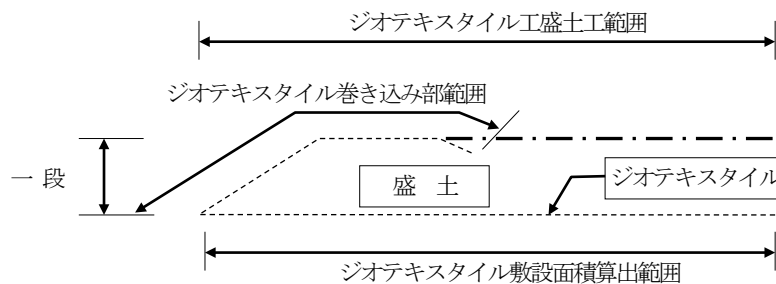 ジオテキスタイル工盛土工範囲
ジオテキスタイル巻き込み部範囲
一 段
盛 土
ジオテキスタイル
ジオテキスタイル敷設面積算出範囲